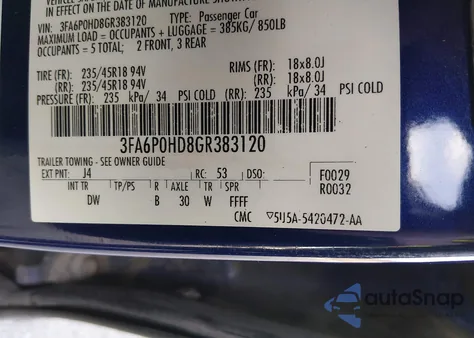 IN EFFECT ON THE DATE OF MANUFACTURE SHOWN
VIN: 3FA6P0HD8GR383120 TYPE: Passenger Car
MAXIMUM LOAD = OCCUPANTS + LUGGAGE = 385KG/ 850LB
OCCUPANTS = 5 TOTAL; 2 FRONT, 3 REAR
TIRE (FR): 235/45R18 94V RIMS (FR): 18x8.0J
(RR): 235/45R18 94V (RR): 18x8.0J
PRESSURE (FR): 235 kPa/ 34 PSI COLD (RR): 235 kPa/ 34 PSI COLD
3FA6P0HD8GR383120
TRAILER TOWING - SEE OWNER GUIDE
EXT PNT: J4 RC: 53 DSO: F0029
INT TR TP/PS R AXLE TR SPR R0032
DW B 30 W FFFF
CMC 5U5A-5420472-AA
autoSnap